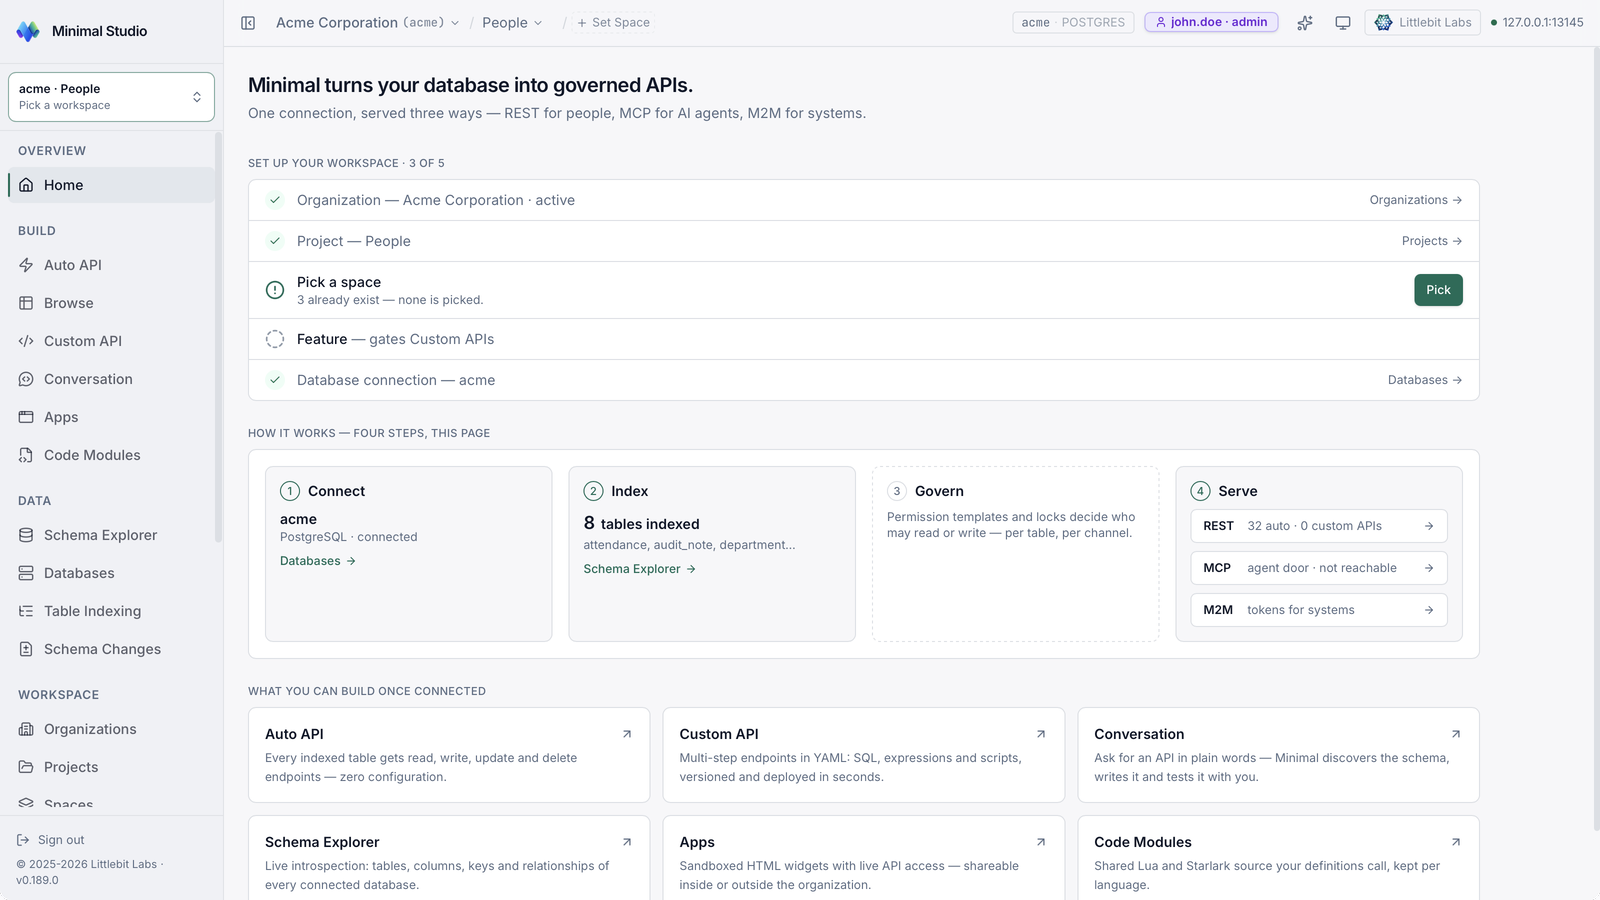 Minimal Studio
acme · People
Pick a workspace
OVERVIEW
Home
BUILD
Auto API
Browse
Custom API
Conversation
Apps
Code Modules
DATA
Schema Explorer
Databases
Table Indexing
Schema Changes
WORKSPACE
Organizations
Projects
Spaces
Sign out
© 2025-2026 Littlebit Labs ·
v0.189.0
Acme Corporation (acme) / People / + Set Space
acme · POSTGRES
john.doe · admin
Littlebit Labs
127.0.0.1:13145
Minimal turns your database into governed APIs.
One connection, served three ways — REST for people, MCP for AI agents, M2M for systems.
SET UP YOUR WORKSPACE · 3 OF 5
Organization — Acme Corporation · active
Organizations →
Project — People
Projects →
Pick a space
3 already exist — none is picked.
Pick
Feature — gates Custom APIs
Database connection — acme
Databases →
HOW IT WORKS — FOUR STEPS, THIS PAGE
1 Connect
acme
PostgreSQL · connected
Databases →
2 Index
8 tables indexed
attendance, audit_note, department...
Schema Explorer →
3 Govern
Permission templates and locks decide who
may read or write — per table, per channel.
4 Serve
REST 32 auto · 0 custom APIs →
MCP agent door · not reachable →
M2M tokens for systems →
WHAT YOU CAN BUILD ONCE CONNECTED
Auto API
Every indexed table gets read, write, update and delete
endpoints — zero configuration.
Custom API
Multi-step endpoints in YAML: SQL, expressions and scripts,
versioned and deployed in seconds.
Conversation
Ask for an API in plain words — Minimal discovers the schema,
writes it and tests it with you.
Schema Explorer
Live introspection: tables, columns, keys and relationships of
every connected database.
Apps
Sandboxed HTML widgets with live API access — shareable
inside or outside the organization.
Code Modules
Shared Lua and Starlark source your definitions call, kept per
language.